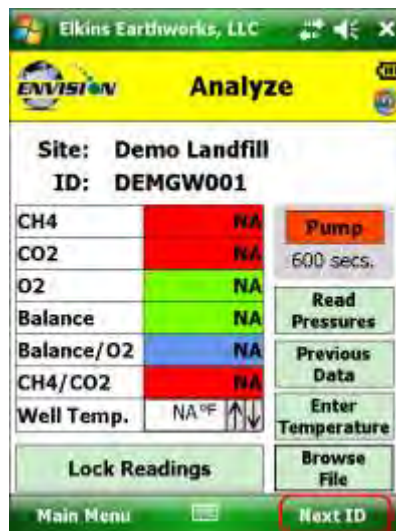 Elkins Earthworks, LLC
ENVISION
Analyze
Site: Demo Landfill
ID: DEMGW001
CH4 NA
CO2 NA
O2 NA
Balance NA
Balance/O2 NA
CH4/CO2 NA
Well Temp. NA°F
Pump
600 secs.
Read
Pressures
Previous
Data
Enter
Temperature
Browse
File
Lock Readings
Main Menu
Next ID